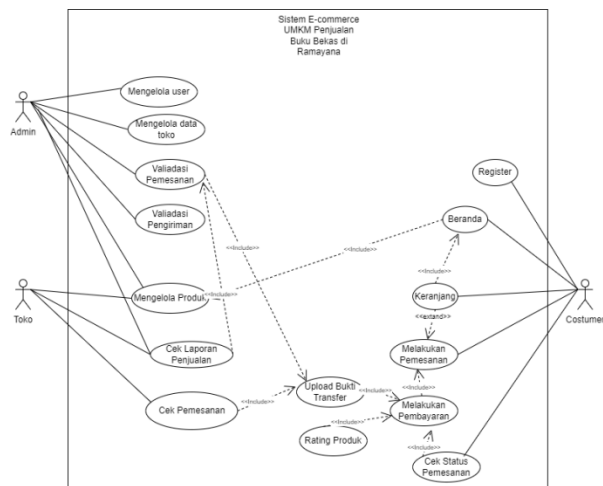 Sistem E-commerce
UMKM Penjualan
Buku Bekas di
Ramayana
Mengelola user
Admin
Mengelola data
toko
Valiadasi
Pemesanan
Register
Valiadasi
Pengiriman
Beranda
<<Include>>
<<Include>>
<<Include>>
Mengelola Produk
<<Include>>
Keranjang
Toko
Costumer
<<extand>>
Cek Laporan
Penjualan
Melakukan
Pemesanan
Upload Bukti
Transfer
<<Include>>
<<Include>>
Cek Pemesanan
<<Include>>
Melakukan
Pembayaran
Rating Produk
<<Include>>
<<Include>>
Cek Status
Pemesanan